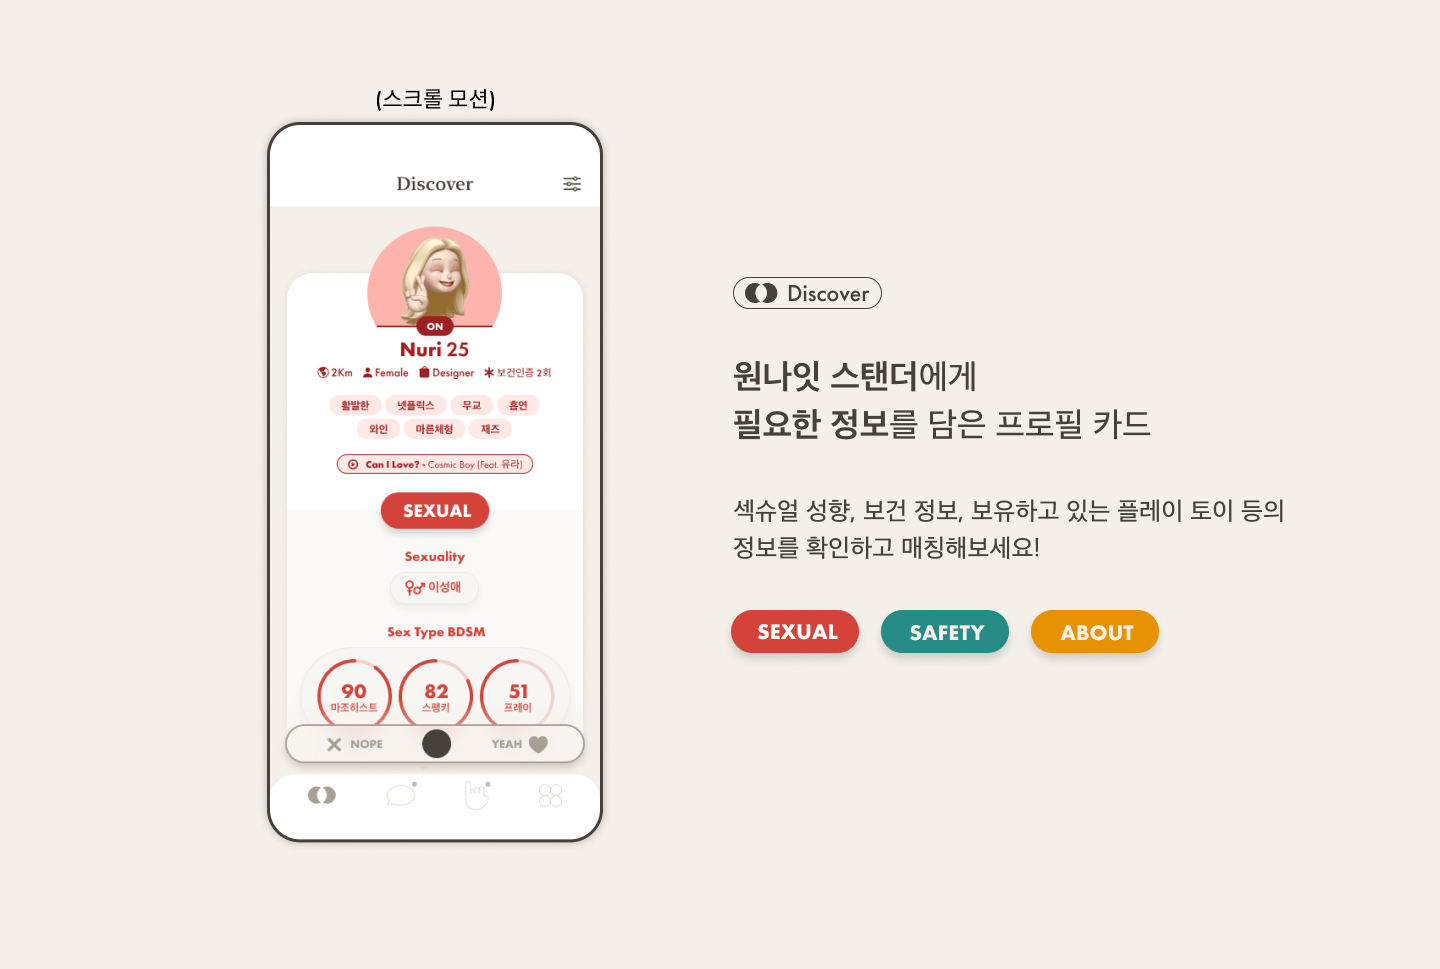 (스크롤 모션)
Discover
ON
Nuri 25
2Km Female Designer 보건인증 2회
활발한 넷플릭스 무교 흡연
와인 마른체형 재즈
Can I Love? - Cosmic Boy (Feat. 유라)
SEXUAL
Sexuality
이성애
Sex Type BDSM
90 82 51
마조히스트 스팽키 프레이
NOPE YEAH
Discover
원나잇 스탠더에게
필요한 정보를 담은 프로필 카드
섹슈얼 성향, 보건 정보, 보유하고 있는 플레이 토이 등의
정보를 확인하고 매칭해보세요!
SEXUAL SAFETY ABOUT